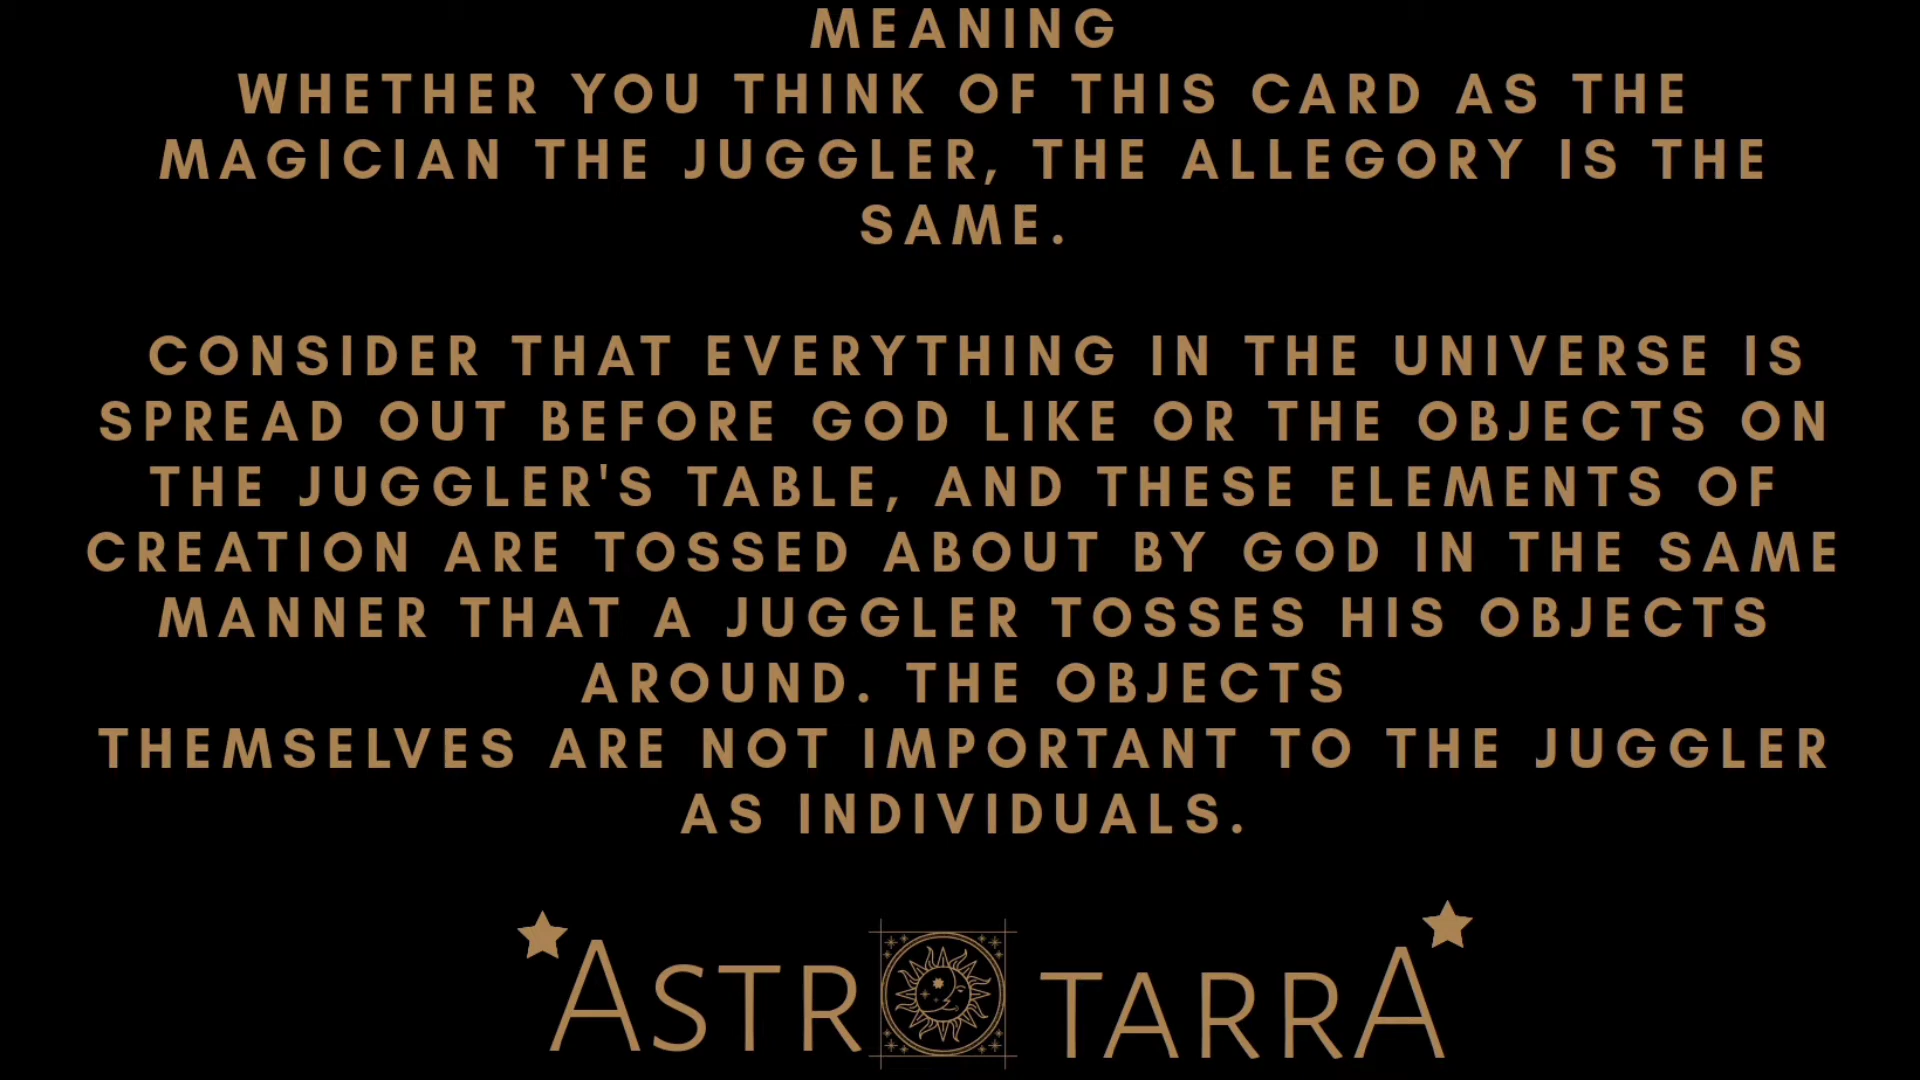 MEANING
WHETHER YOU THINK OF THIS CARD AS THE
MAGICIAN THE JUGGLER, THE ALLEGORY IS THE
SAME.
CONSIDER THAT EVERYTHING IN THE UNIVERSE IS
SPREAD OUT BEFORE GOD LIKE OR THE OBJECTS ON
THE JUGGLER'S TABLE, AND THESE ELEMENTS OF
CREATION ARE TOSSED ABOUT BY GOD IN THE SAME
MANNER THAT A JUGGLER TOSSES HIS OBJECTS
AROUND. THE OBJECTS
THEMSELVES ARE NOT IMPORTANT TO THE JUGGLER
AS INDIVIDUALS.
ASTR TARRA